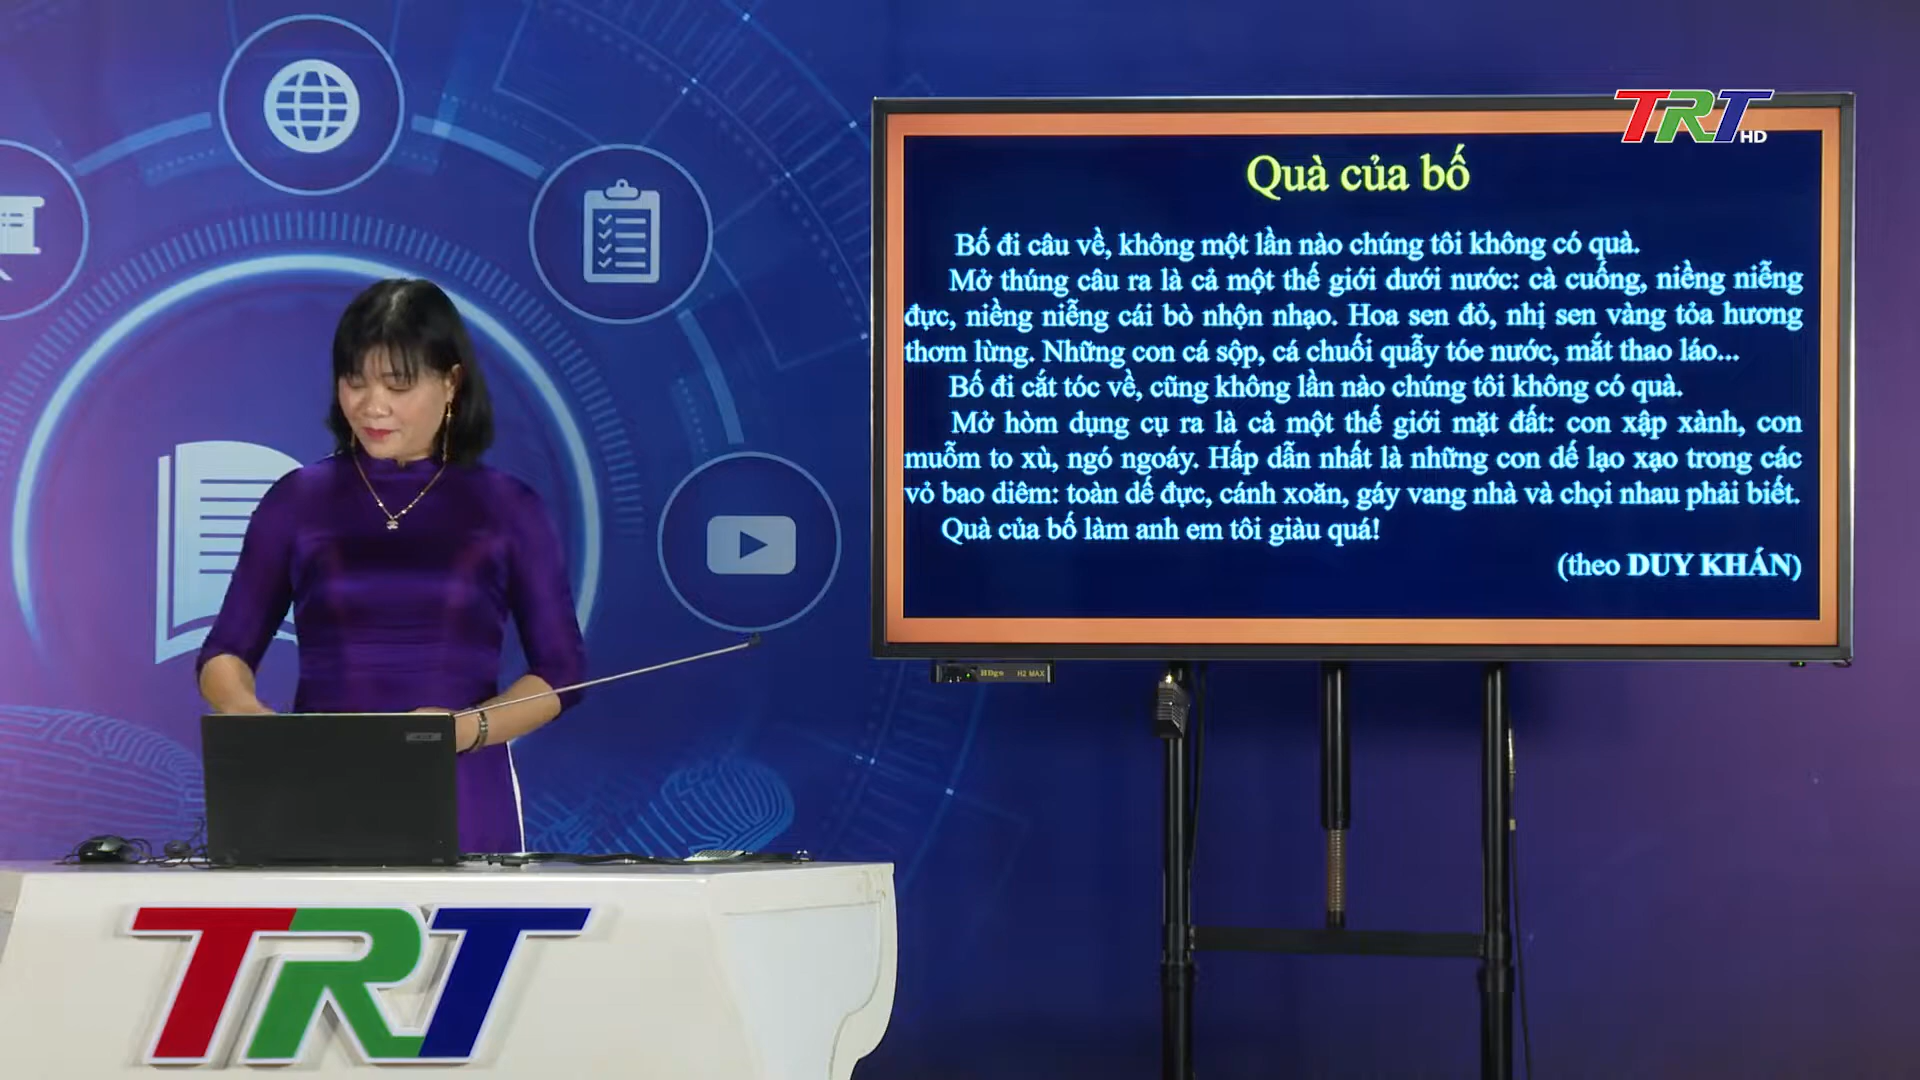 TRT HD
Quà của bố
Bố đi câu về, không một lần nào chúng tôi không có quà.
Mở thúng câu ra là cả một thế giới dưới nước: cà cuống, niềng niễng
đực, niềng niễng cái bò nhộn nhạo. Hoa sen đỏ, nhị sen vàng tỏa hương
thơm lừng. Những con cá sộp, cá chuối quẫy tóe nước, mắt thao láo...
Bố đi cắt tóc về, cũng không lần nào chúng tôi không có quà.
Mở hòm dụng cụ ra là cả một thế giới mặt đất: con xập xành, con
muỗm to xù, ngó ngoáy. Hấp dẫn nhất là những con dế lạo xạo trong các
vỏ bao diêm: toàn dế đực, cánh xoăn, gáy vang nhà và chọi nhau phải biết.
Quà của bố làm anh em tôi giàu quá!
(theo DUY KHÁN)
H2 MAX
acer
TRT